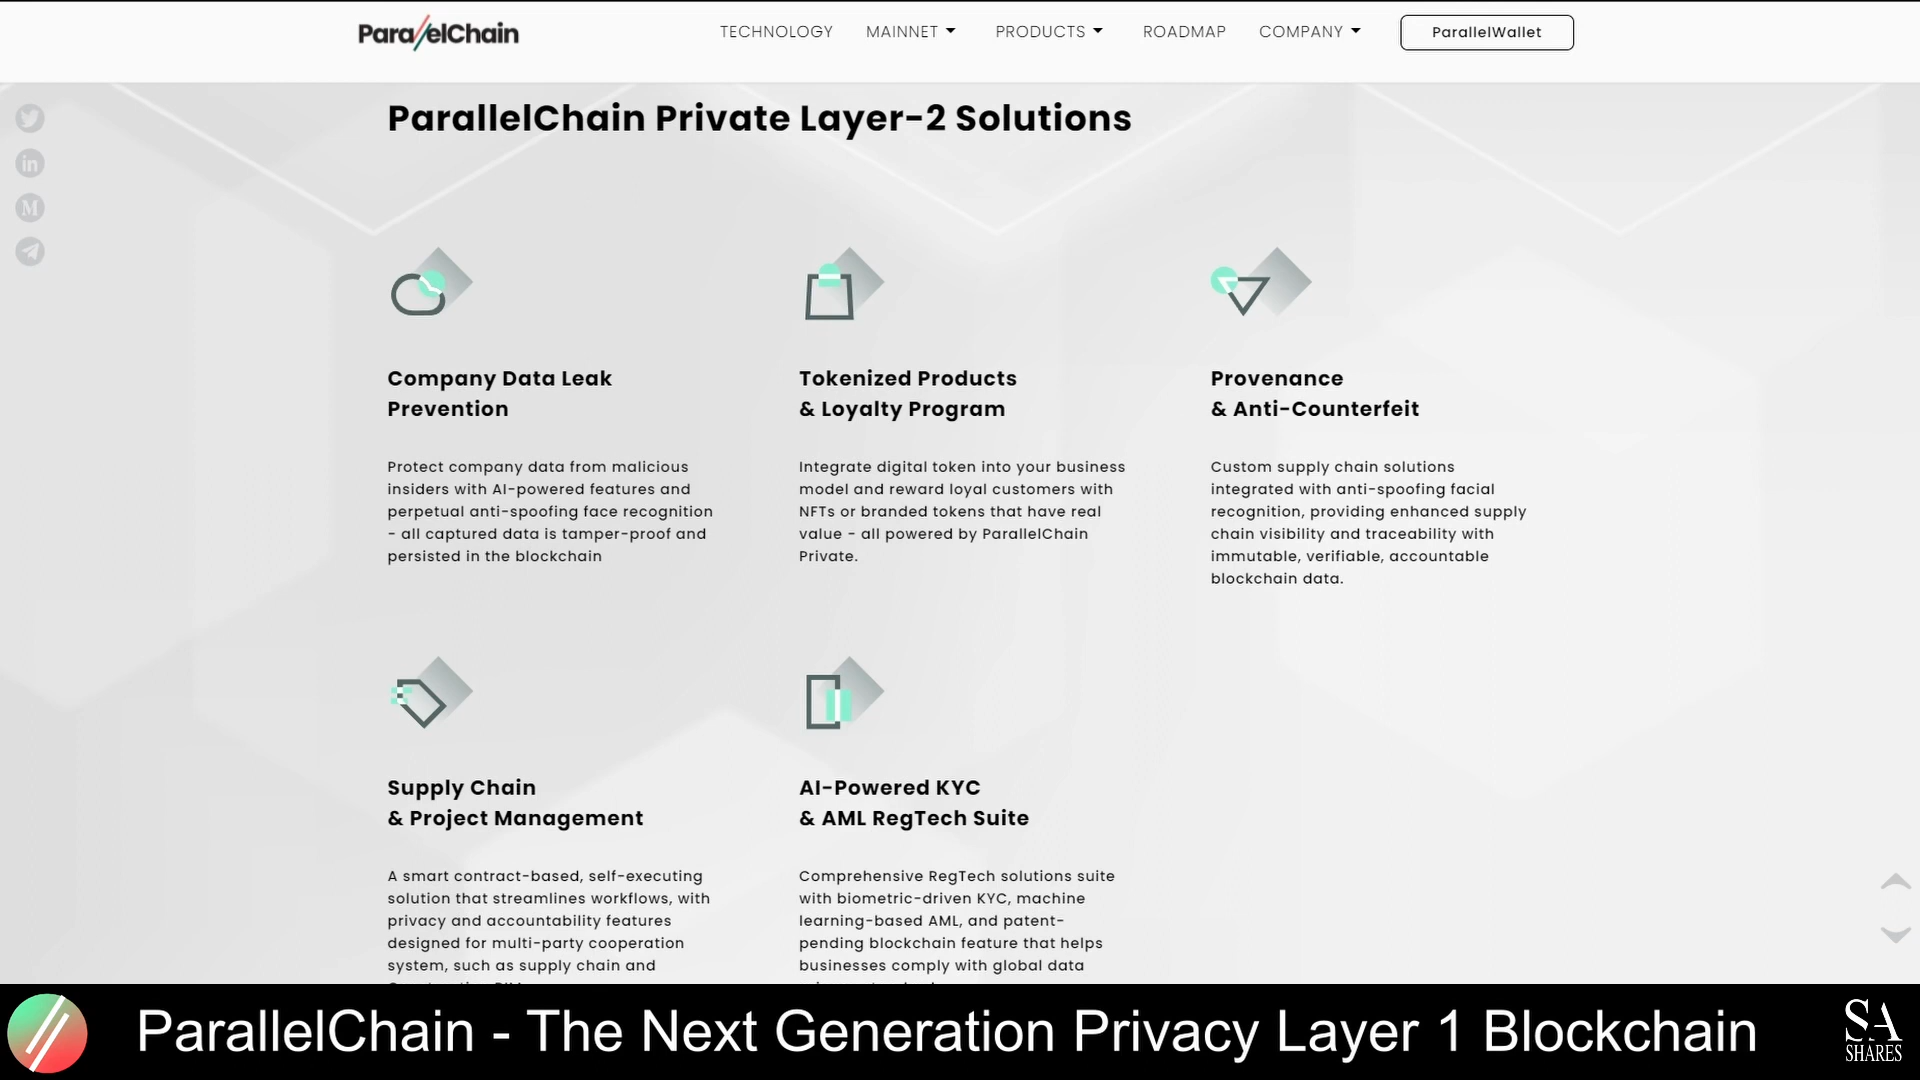 ParallelChain
TECHNOLOGY
MAINNET
PRODUCTS
ROADMAP
COMPANY
ParallelWallet
ParallelChain Private Layer-2 Solutions
Company Data Leak
Prevention
Protect company data from malicious
insiders with AI-powered features and
perpetual anti-spoofing face recognition
- all captured data is tamper-proof and
persisted in the blockchain
Tokenized Products
& Loyalty Program
Integrate digital token into your business
model and reward loyal customers with
NFTs or branded tokens that have real
value - all powered by ParallelChain
Private.
Provenance
& Anti-Counterfeit
Custom supply chain solutions
integrated with anti-spoofing facial
recognition, providing enhanced supply
chain visibility and traceability with
immutable, verifiable, accountable
blockchain data.
Supply Chain
& Project Management
A smart contract-based, self-executing
solution that streamlines workflows, with
privacy and accountability features
designed for multi-party cooperation
system, such as supply chain and
AI-Powered KYC
& AML RegTech Suite
Comprehensive RegTech solutions suite
with biometric-driven KYC, machine
learning-based AML, and patent-
pending blockchain feature that helps
businesses comply with global data
ParallelChain - The Next Generation Privacy Layer 1 Blockchain
SA
SHARES